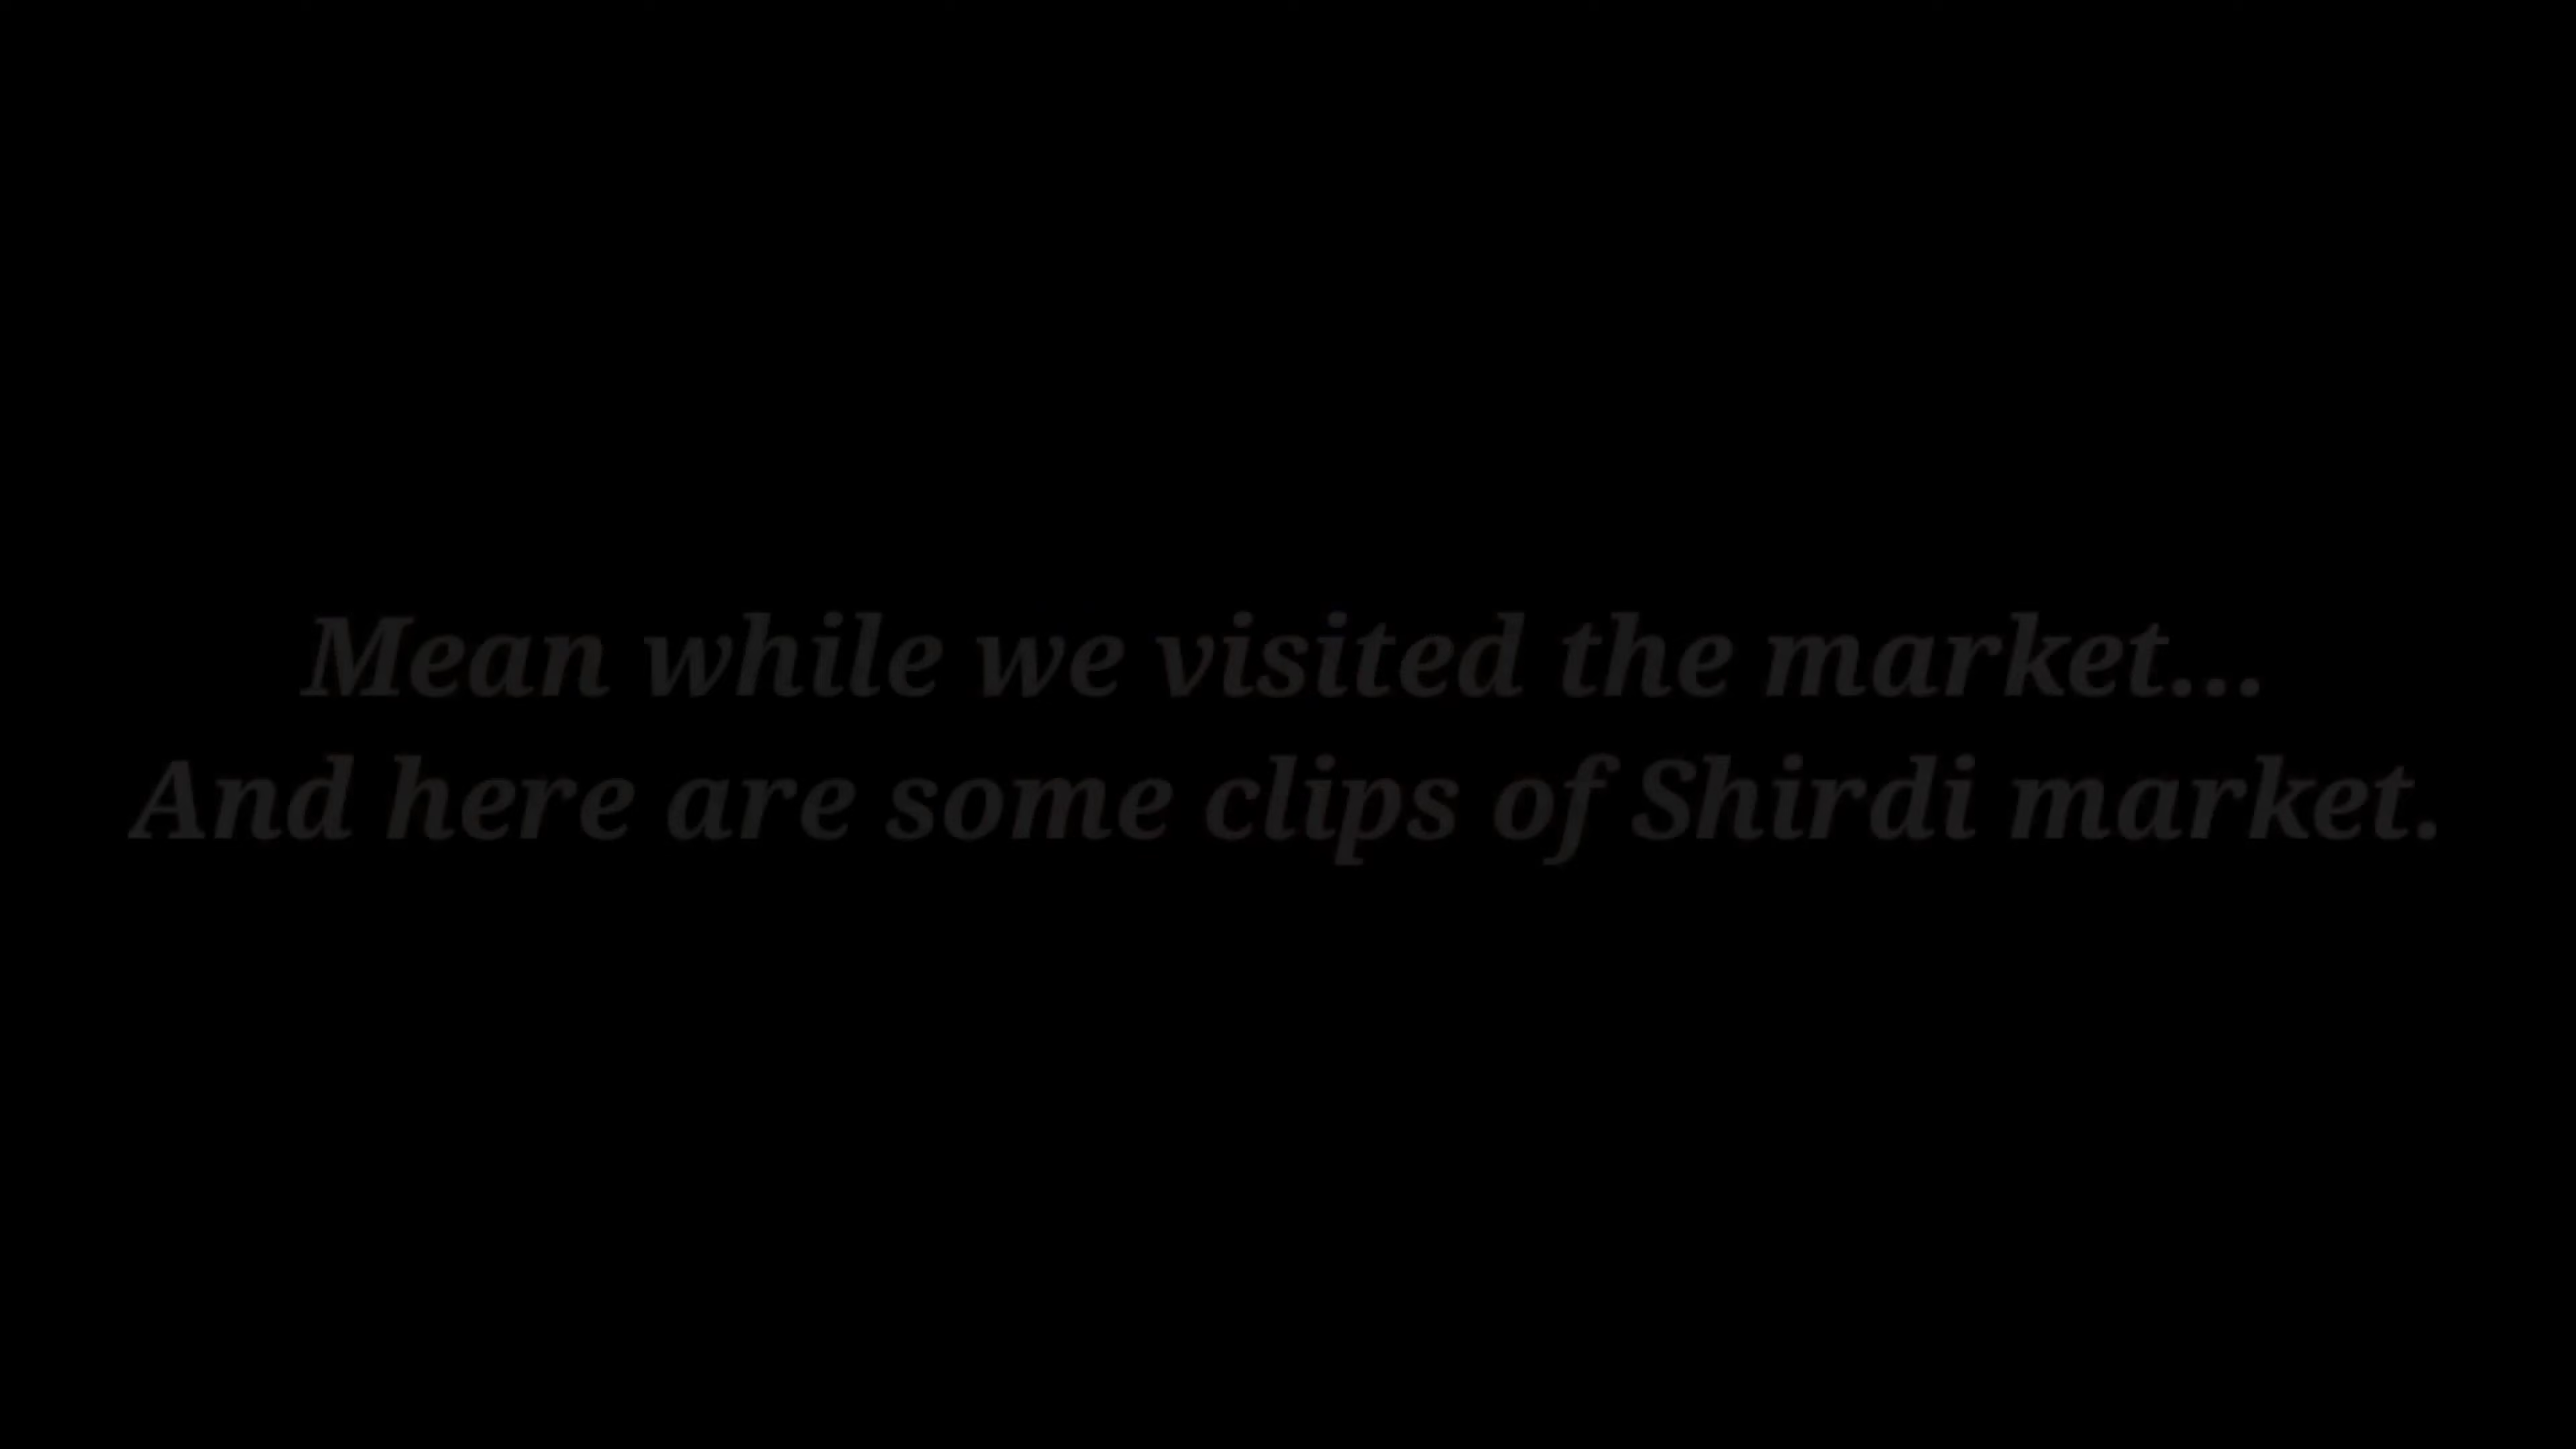 Mean while we visited the market...
And here are some clips of Shirdi market.